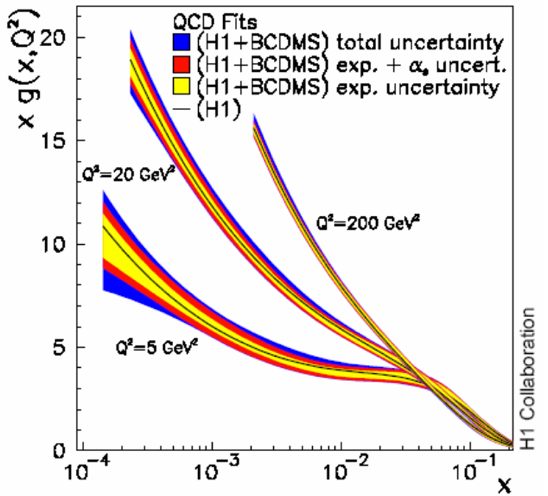 x g(x,Q²)
QCD Fits
(H1+BCDMS) total uncertainty
(H1+BCDMS) exp. + αs uncert.
(H1+BCDMS) exp. uncertainty
(H1)
20
15
10
5
0
Q²=20 GeV²
Q²=200 GeV²
Q²=5 GeV²
10⁻⁴
10⁻³
10⁻²
10⁻¹
x
H1 Collaboration